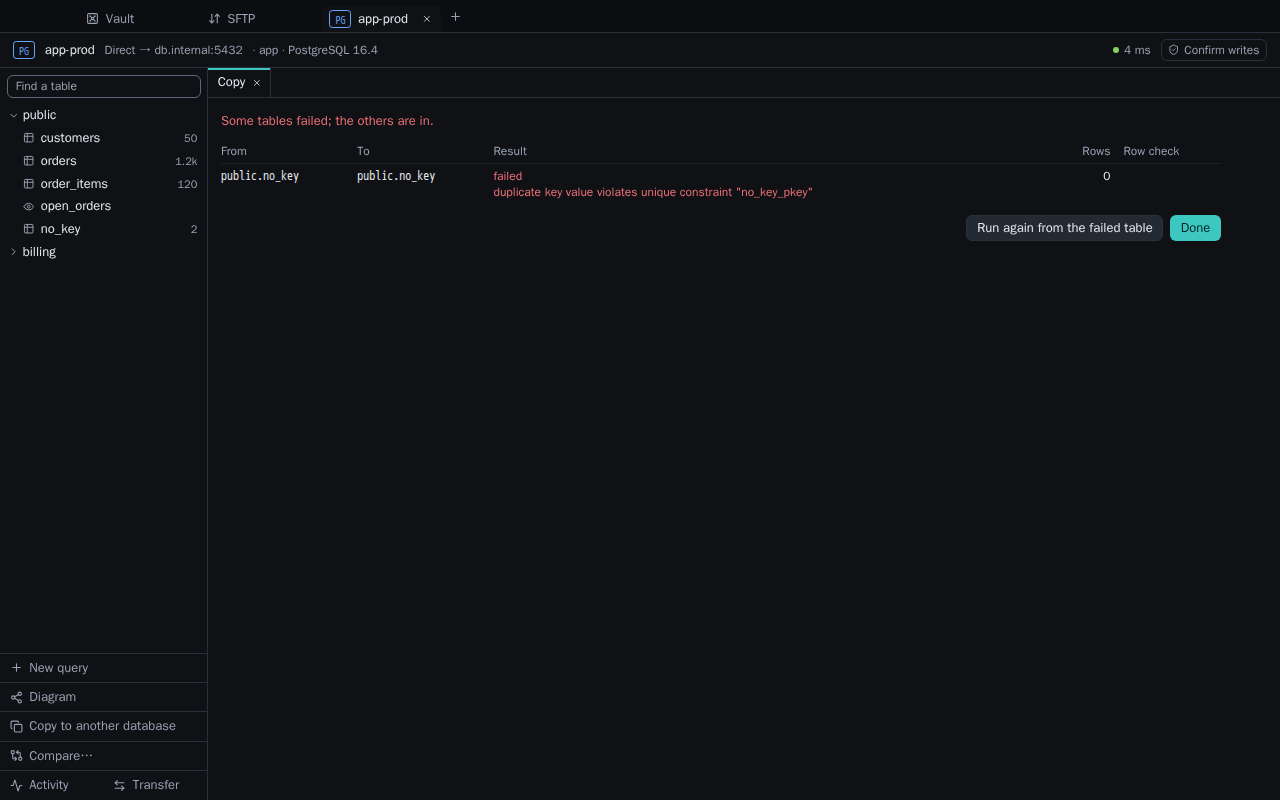 Vault
SFTP
PG app-prod
PG app-prod Direct → db.internal:5432 · app · PostgreSQL 16.4
4 ms
Confirm writes
Find a table
public
customers 50
orders 1.2k
order_items 120
open_orders
no_key 2
billing
New query
Diagram
Copy to another database
Compare···
Activity
Transfer
Copy
Some tables failed; the others are in.
From To Result Rows Row check
public.no_key public.no_key failed 0
duplicate key value violates unique constraint "no_key_pkey"
Run again from the failed table
Done